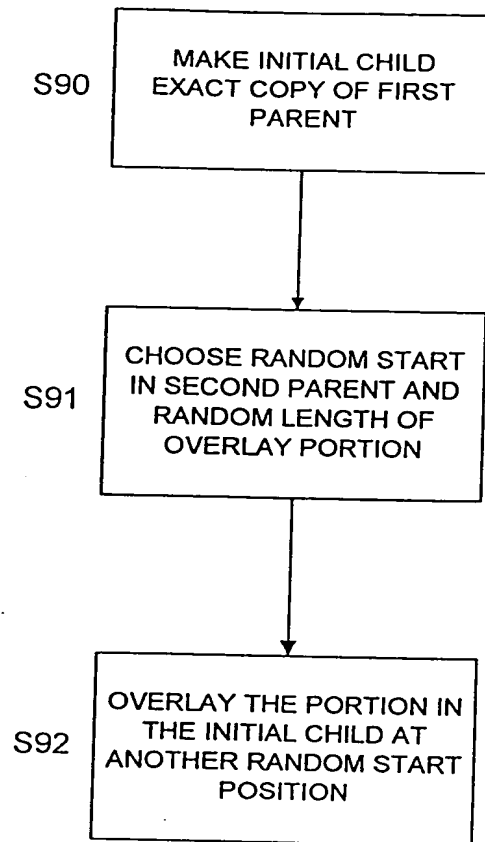 S90
MAKE INITIAL CHILD
EXACT COPY OF FIRST
PARENT
S91
CHOOSE RANDOM START
IN SECOND PARENT AND
RANDOM LENGTH OF
OVERLAY PORTION
S92
OVERLAY THE PORTION IN
THE INITIAL CHILD AT
ANOTHER RANDOM START
POSITION